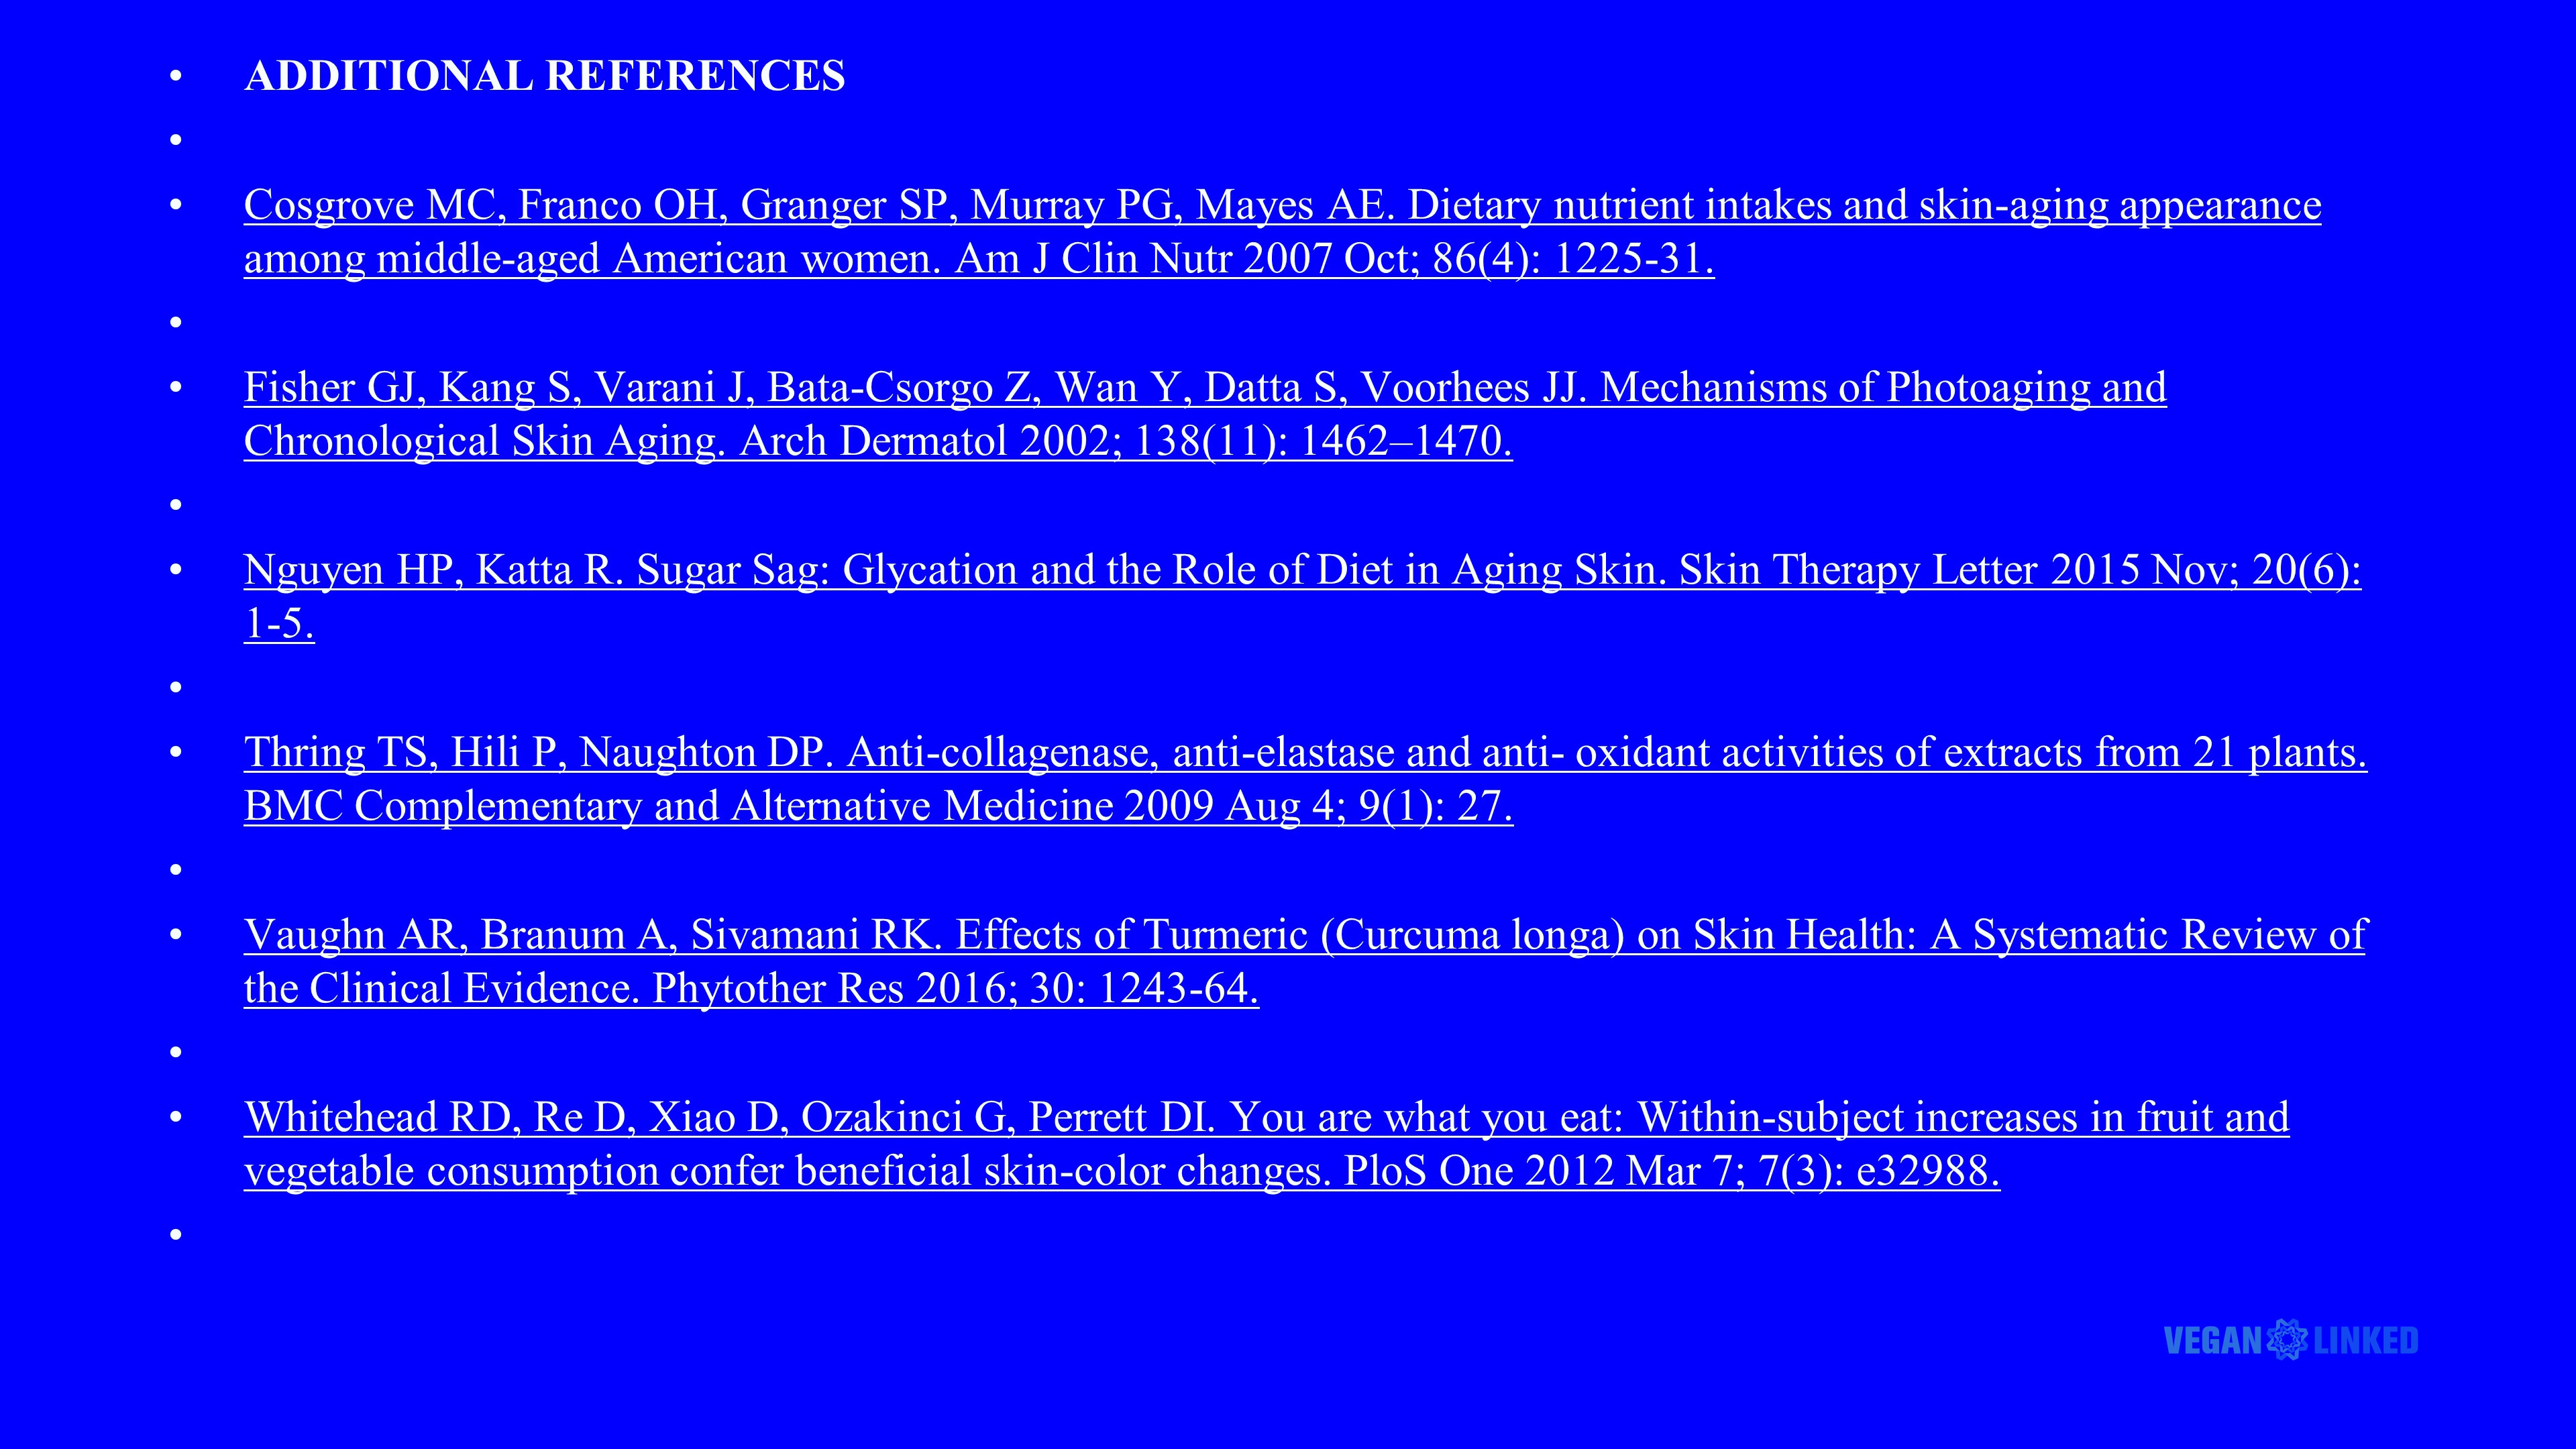 • ADDITIONAL REFERENCES
•
• Cosgrove MC, Franco OH, Granger SP, Murray PG, Mayes AE. Dietary nutrient intakes and skin-aging appearance
among middle-aged American women. Am J Clin Nutr 2007 Oct; 86(4): 1225-31.
•
• Fisher GJ, Kang S, Varani J, Bata-Csorgo Z, Wan Y, Datta S, Voorhees JJ. Mechanisms of Photoaging and
Chronological Skin Aging. Arch Dermatol 2002; 138(11): 1462–1470.
•
• Nguyen HP, Katta R. Sugar Sag: Glycation and the Role of Diet in Aging Skin. Skin Therapy Letter 2015 Nov; 20(6):
1-5.
•
• Thring TS, Hili P, Naughton DP. Anti-collagenase, anti-elastase and anti- oxidant activities of extracts from 21 plants.
BMC Complementary and Alternative Medicine 2009 Aug 4; 9(1): 27.
•
• Vaughn AR, Branum A, Sivamani RK. Effects of Turmeric (Curcuma longa) on Skin Health: A Systematic Review of
the Clinical Evidence. Phytother Res 2016; 30: 1243-64.
•
• Whitehead RD, Re D, Xiao D, Ozakinci G, Perrett DI. You are what you eat: Within-subject increases in fruit and
vegetable consumption confer beneficial skin-color changes. PloS One 2012 Mar 7; 7(3): e32988.
•
VEGAN LINKED